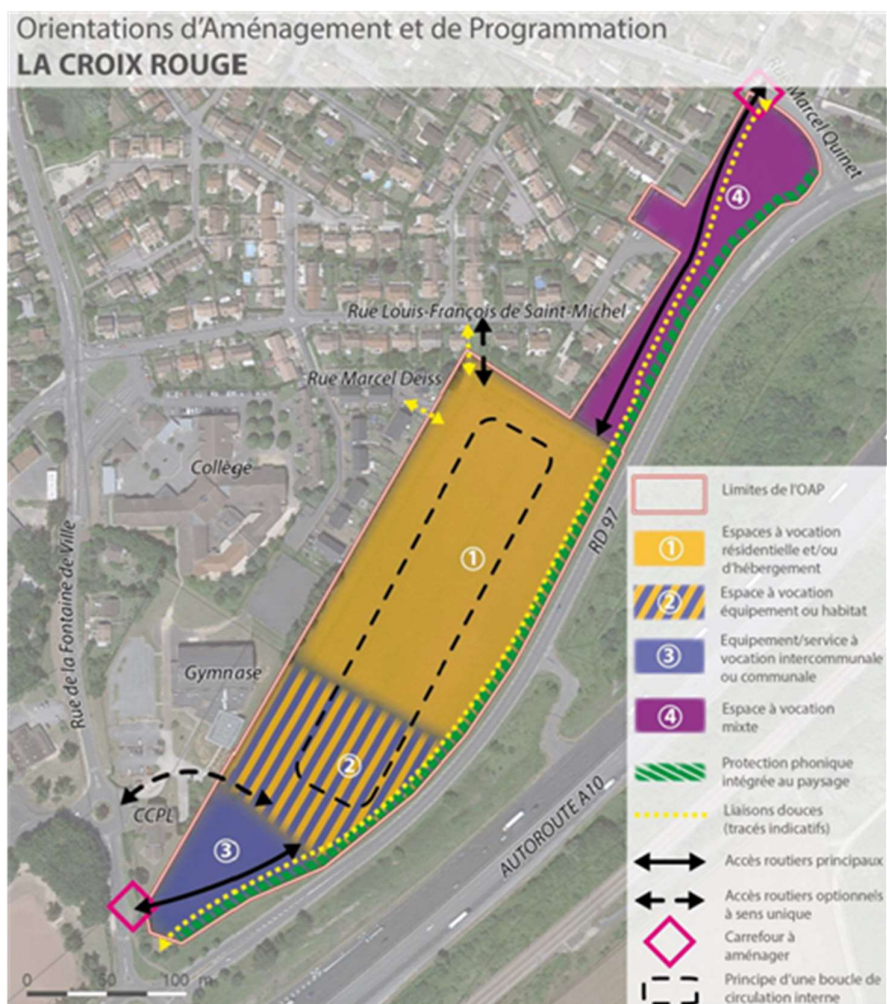 Orientations d'Aménagement et de Programmation
LA CROIX ROUGE
Rue Marcel Quinet
④
Rue Louis-François de Saint-Michel
Rue Marcel Deiss
Collège
①
RD 97
Rue de la Fontaine de Ville
Gymnase
②
CCPL
③
AUTOROUTE A10
0 50 100 m
Limites de l'OAP
①
Espaces à vocation
résidentielle et/ou
d'hébergement
②
Espace à vocation
équipement ou habitat
③
Equipement/service à
vocation intercommunale
ou communale
④
Espace à vocation
mixte
Protection phonique
intégrée au paysage
Liaisons douces
(tracés indicatifs)
Accès routiers principaux
Accès routiers optionnels
à sens unique
Carrefour à
aménager
Principe d'une boucle de
circulation interne